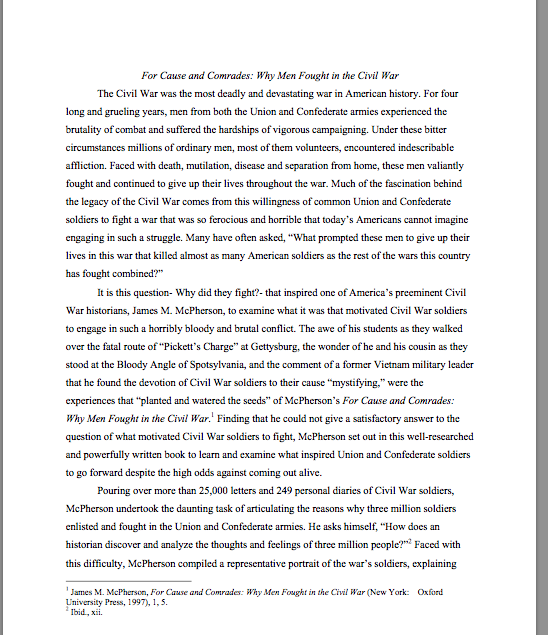 For Cause and Comrades: Why Men Fought in the Civil War
The Civil War was the most deadly and devastating war in American history. For four
long and grueling years, men from both the Union and Confederate armies experienced the
brutality of combat and suffered the hardships of vigorous campaigning. Under these bitter
circumstances millions of ordinary men, most of them volunteers, encountered indescribable
affliction. Faced with death, mutilation, disease and separation from home, these men valiantly
fought and continued to give up their lives throughout the war. Much of the fascination behind
the legacy of the Civil War comes from this willingness of common Union and Confederate
soldiers to fight a war that was so ferocious and horrible that today's Americans cannot imagine
engaging in such a struggle. Many have often asked, “What prompted these men to give up their
lives in this war that killed almost as many American soldiers as the rest of the wars this country
has fought combined?”
It is this question- Why did they fight?- that inspired one of America's preeminent Civil
War historians, James M. McPherson, to examine what it was that motivated Civil War soldiers
to engage in such a horribly bloody and brutal conflict. The awe of his students as they walked
over the fatal route of “Pickett's Charge” at Gettysburg, the wonder of he and his cousin as they
stood at the Bloody Angle of Spotsylvania, and the comment of a former Vietnam military leader
that he found the devotion of Civil War soldiers to their cause “mystifying,” were the
experiences that “planted and watered the seeds” of McPherson's For Cause and Comrades:
Why Men Fought in the Civil War.¹ Finding that he could not give a satisfactory answer to the
question of what motivated Civil War soldiers to fight, McPherson set out in this well-researched
and powerfully written book to learn and examine what inspired Union and Confederate soldiers
to go forward despite the high odds against coming out alive.
Pouring over more than 25,000 letters and 249 personal diaries of Civil War soldiers,
McPherson undertook the daunting task of articulating the reasons why three million soldiers
enlisted and fought in the Union and Confederate armies. He asks himself, “How does an
historian discover and analyze the thoughts and feelings of three million people?”² Faced with
this difficulty, McPherson compiled a representative portrait of the war's soldiers, explaining
¹ James M. McPherson, For Cause and Comrades: Why Men Fought in the Civil War (New York: Oxford
University Press, 1997), 1, 5.
² Ibid., xii.